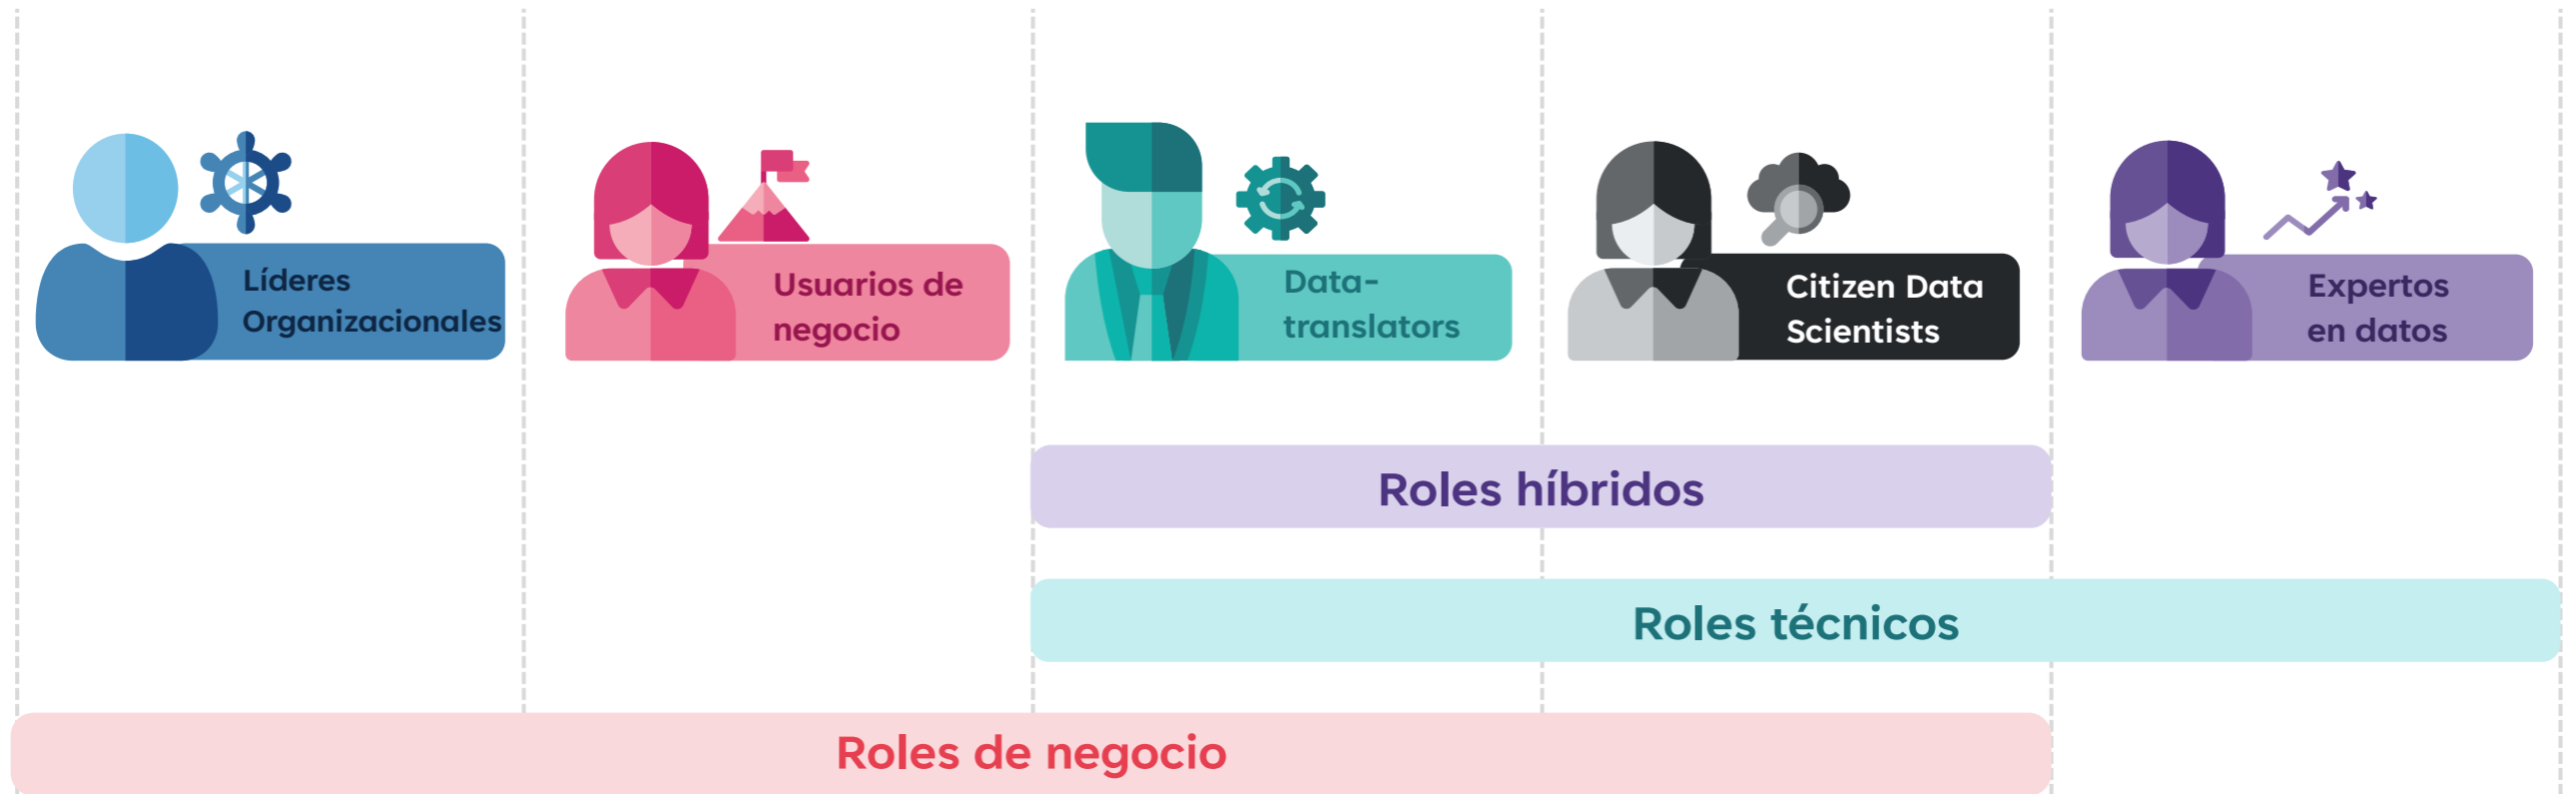 Líderes
Organizacionales
Usuarios de
negocio
Data-
translators
Citizen Data
Scientists
Expertos
en datos
Roles híbridos
Roles técnicos
Roles de negocio